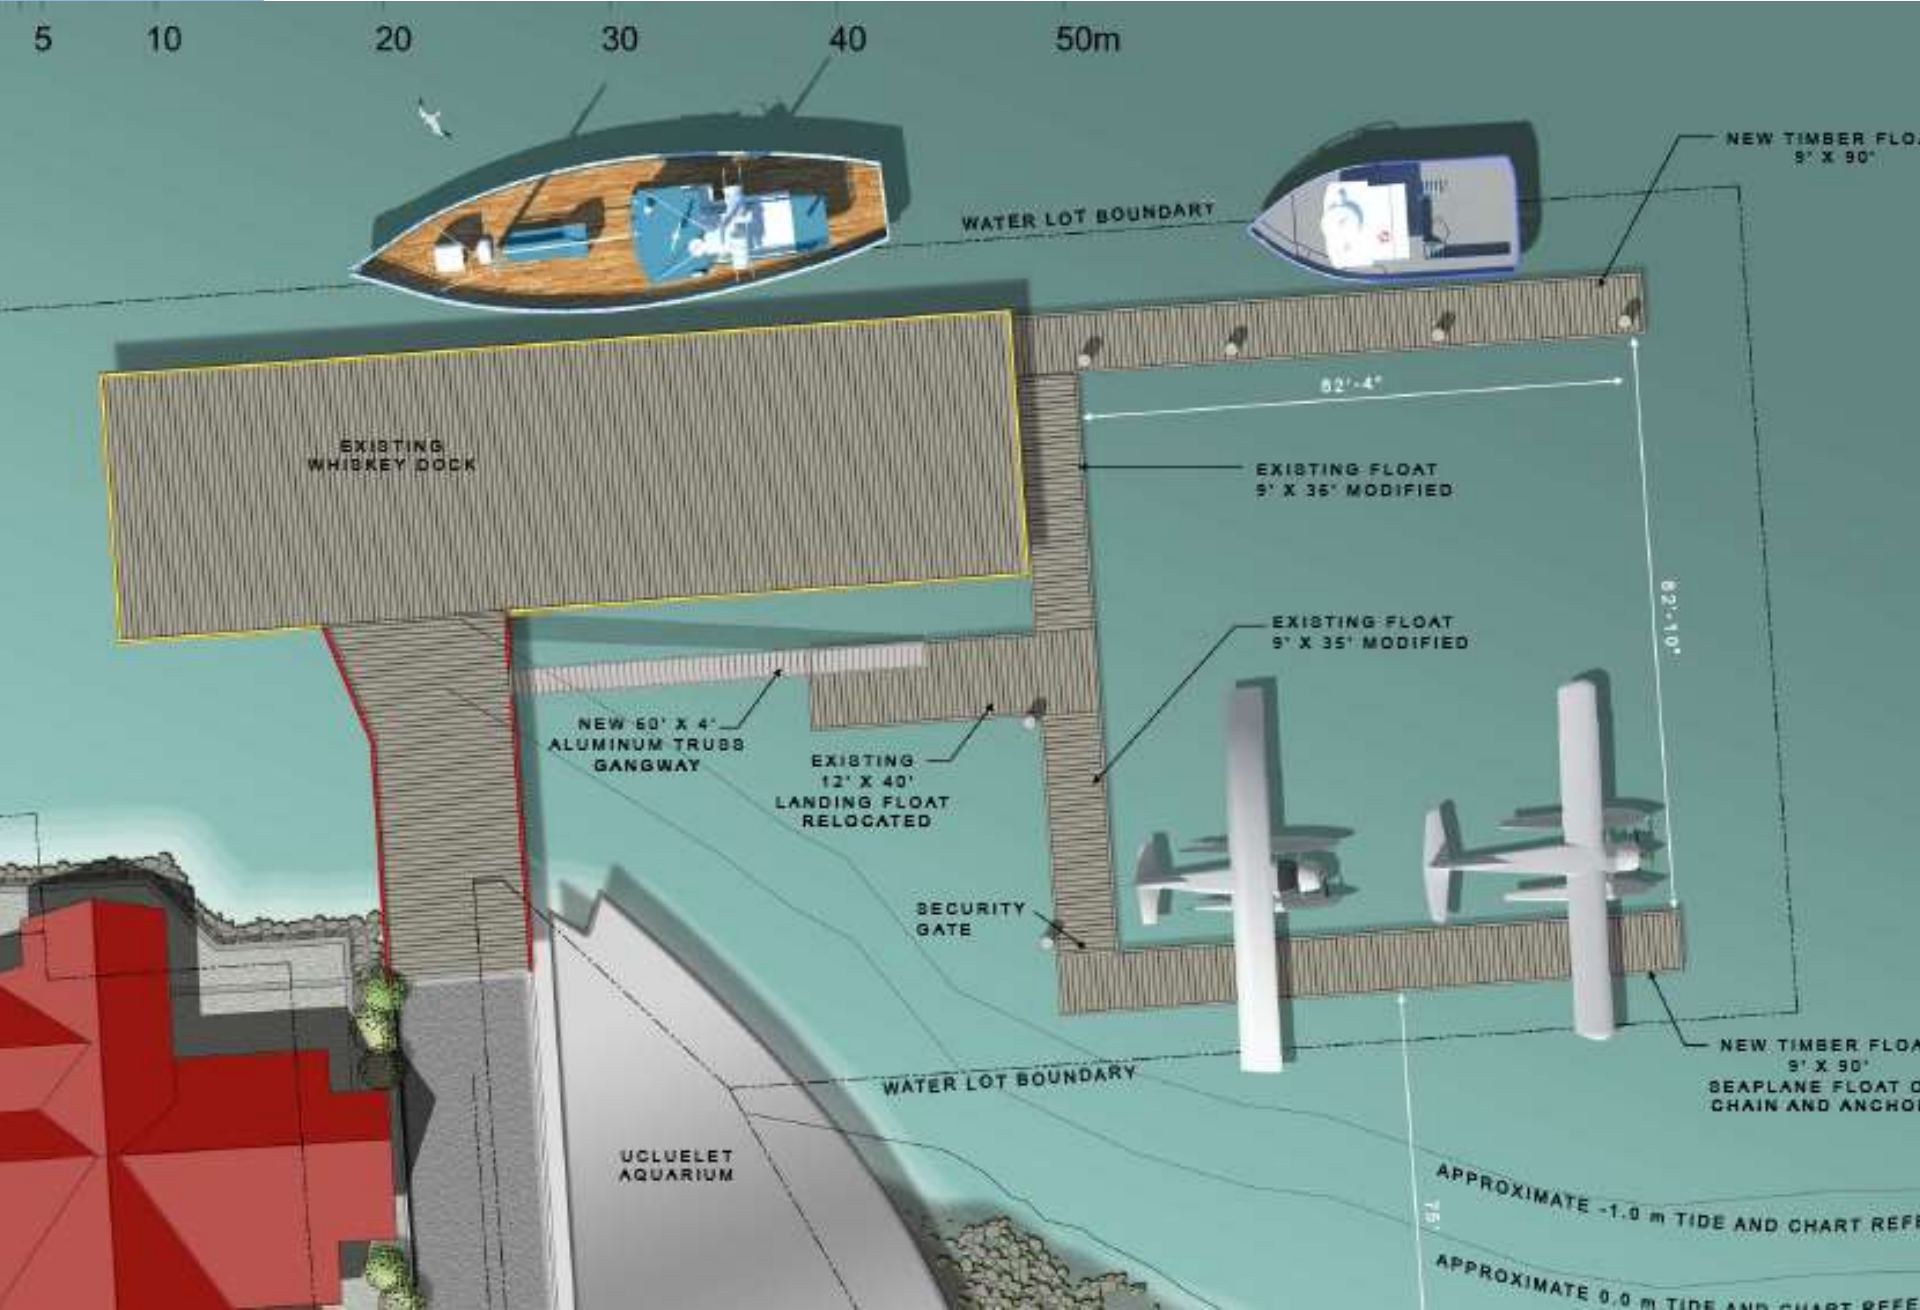 5 10 20 30 40 50m
NEW TIMBER FLO
9' X 90'
WATER LOT BOUNDARY
82'-4"
EXISTING
WHISKEY DOCK
EXISTING FLOAT
9' X 36' MODIFIED
82'-10"
EXISTING FLOAT
9' X 35' MODIFIED
NEW 60' X 4'
ALUMINUM TRUSS
GANGWAY
EXISTING
12' X 40'
LANDING FLOAT
RELOCATED
SECURITY
GATE
NEW TIMBER FLOA
9' X 90'
SEAPLANE FLOAT
CHAIN AND ANCHO
WATER LOT BOUNDARY
UCLUELET
AQUARIUM
75'
APPROXIMATE -1.0 m TIDE AND CHART REFE
APPROXIMATE 0.0 m TIDE AND CHART REFE